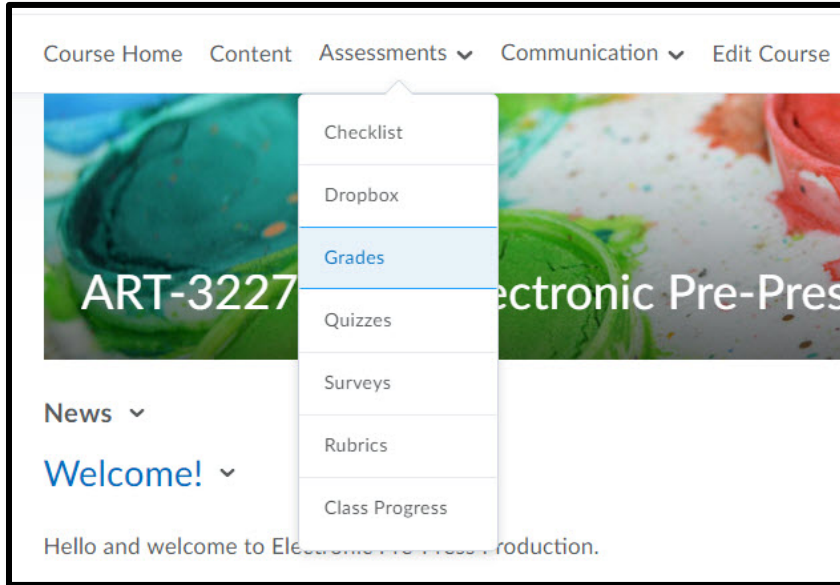 Course Home Content Assessments Communication Edit Course
Checklist
Dropbox
Grades
ART-3227 ectronic Pre-Pres
Quizzes
Surveys
News
Rubrics
Welcome!
Class Progress
Hello and welcome to Ele roduction.